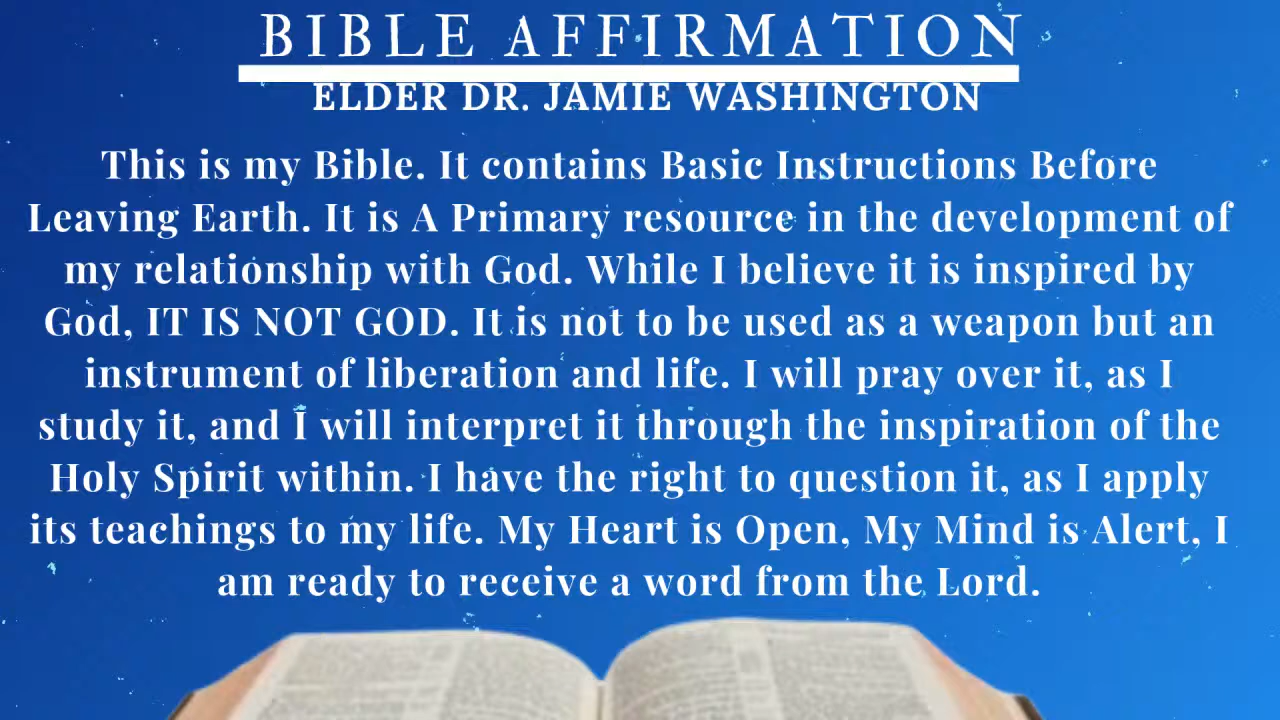 BIBLE AFFIRMATION
ELDER DR. JAMIE WASHINGTON
This is my Bible. It contains Basic Instructions Before
Leaving Earth. It is A Primary resource in the development of
my relationship with God. While I believe it is inspired by
God, IT IS NOT GOD. It is not to be used as a weapon but an
instrument of liberation and life. I will pray over it, as I
study it, and I will interpret it through the inspiration of the
Holy Spirit within. I have the right to question it, as I apply
its teachings to my life. My Heart is Open, My Mind is Alert, I
am ready to receive a word from the Lord.